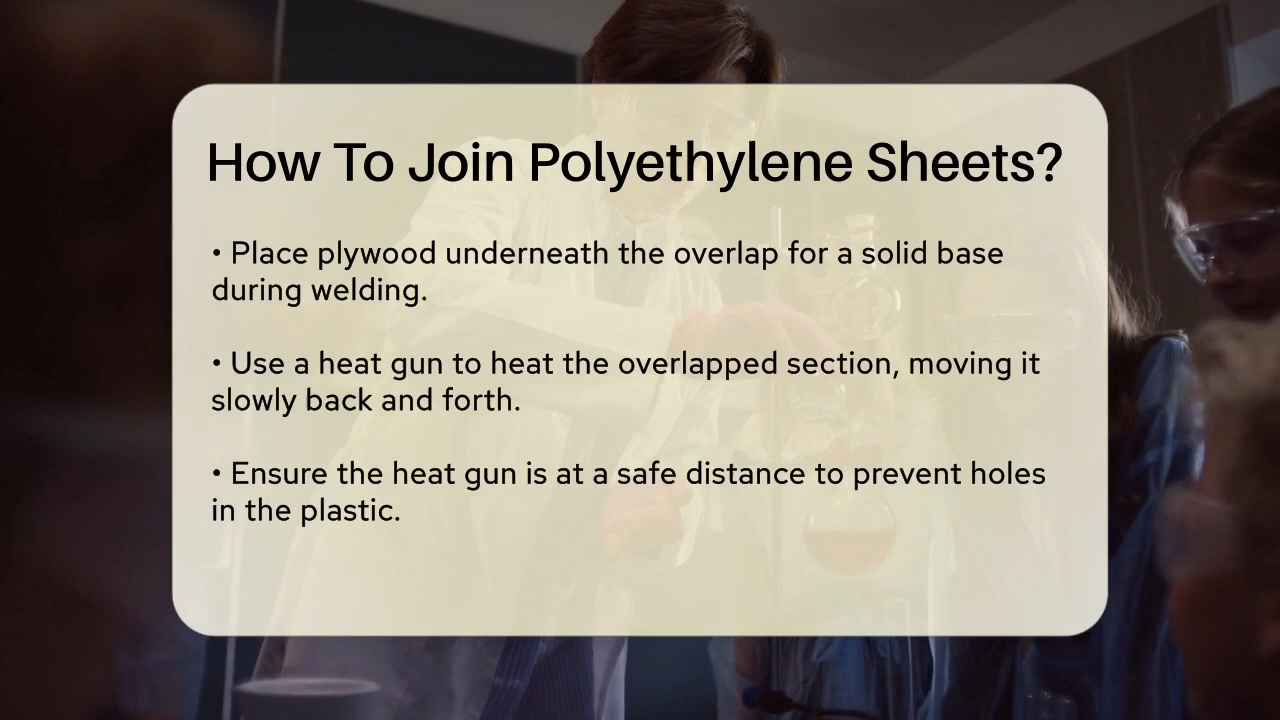 How To Join Polyethylene Sheets?
• Place plywood underneath the overlap for a solid base
during welding.
• Use a heat gun to heat the overlapped section, moving it
slowly back and forth.
• Ensure the heat gun is at a safe distance to prevent holes
in the plastic.